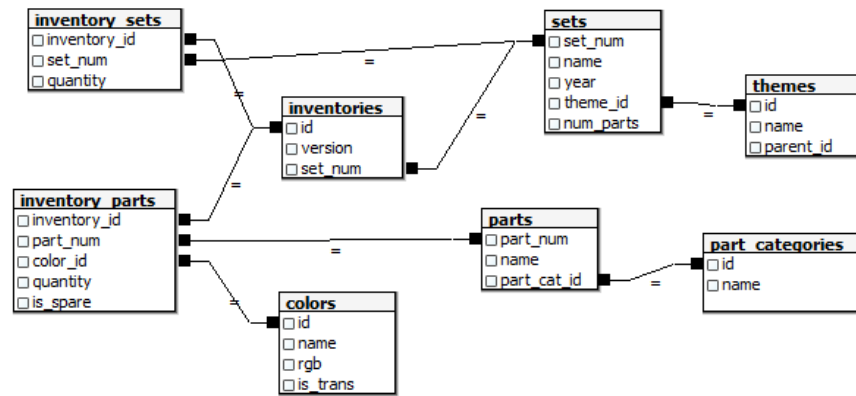 inventory_sets
inventory_id
set_num
quantity
sets
set_num
name
year
theme_id
num_parts
themes
id
name
parent_id
inventories
id
version
set_num
inventory_parts
inventory_id
part_num
color_id
quantity
is_spare
parts
part_num
name
part_cat_id
part_categories
id
name
colors
id
name
rgb
is_trans
=
=
=
=
=
=
=
=